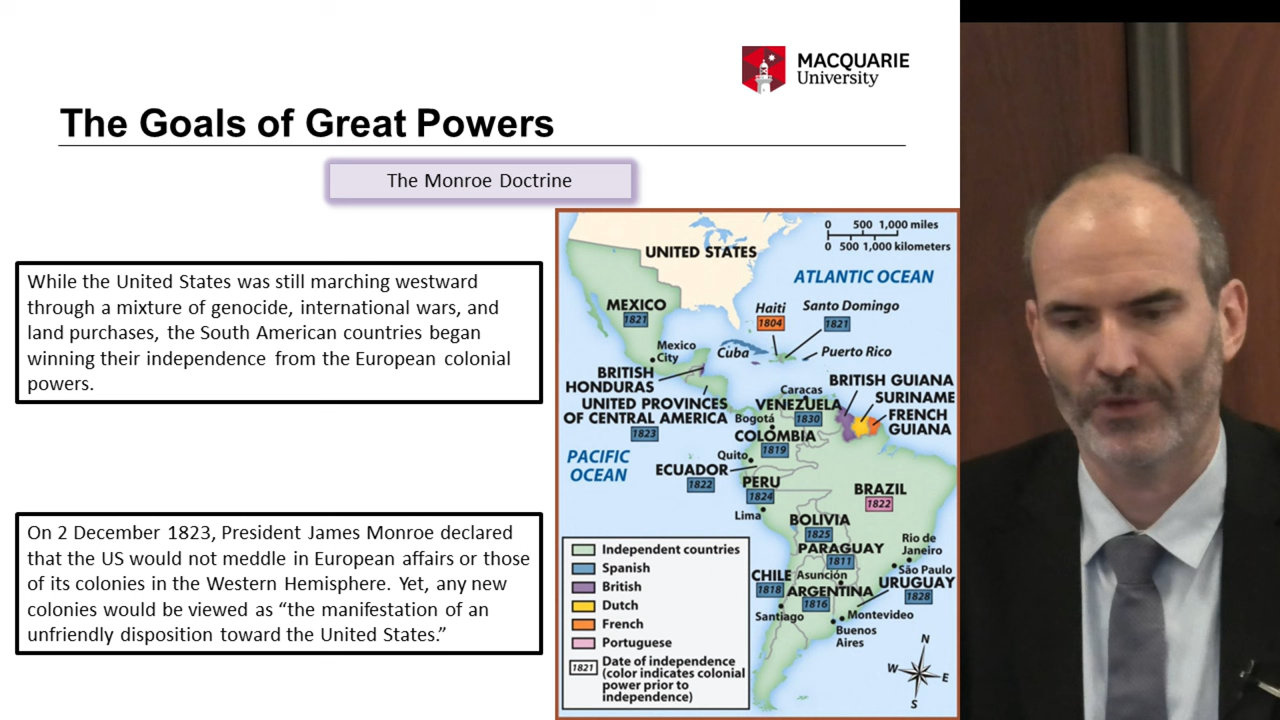 MACQUARIE
University
The Goals of Great Powers
The Monroe Doctrine
While the United States was still marching westward
through a mixture of genocide, international wars, and
land purchases, the South American countries began
winning their independence from the European colonial
powers.
On 2 December 1823, President James Monroe declared
that the US would not meddle in European affairs or those
of its colonies in the Western Hemisphere. Yet, any new
colonies would be viewed as “the manifestation of an
unfriendly disposition toward the United States.”
0 500 1,000 miles
0 500 1,000 kilometers
UNITED STATES
ATLANTIC OCEAN
MEXICO
1821
Haiti
1804
Santo Domingo
1821
Mexico
City
Cuba
Puerto Rico
BRITISH
HONDURAS
UNITED PROVINCES
OF CENTRAL AMERICA
1823
Caracas
VENEZUELA
1830
BRITISH GUIANA
SURINAME
FRENCH
GUIANA
Bogotá
COLOMBIA
1819
PACIFIC
OCEAN
Quito
ECUADOR
1822
PERU
1824
Lima
BRAZIL
1822
BOLIVIA
1825
Rio de
Janeiro
PARAGUAY
1811
São Paulo
CHILE
1818
Asunción
URUGUAY
1828
ARGENTINA
1816
Santiago
Montevideo
Buenos
Aires
Independent countries
Spanish
British
Dutch
French
Portuguese
1821
Date of independence
(color indicates colonial
power prior to
independence)
N
W
E
S